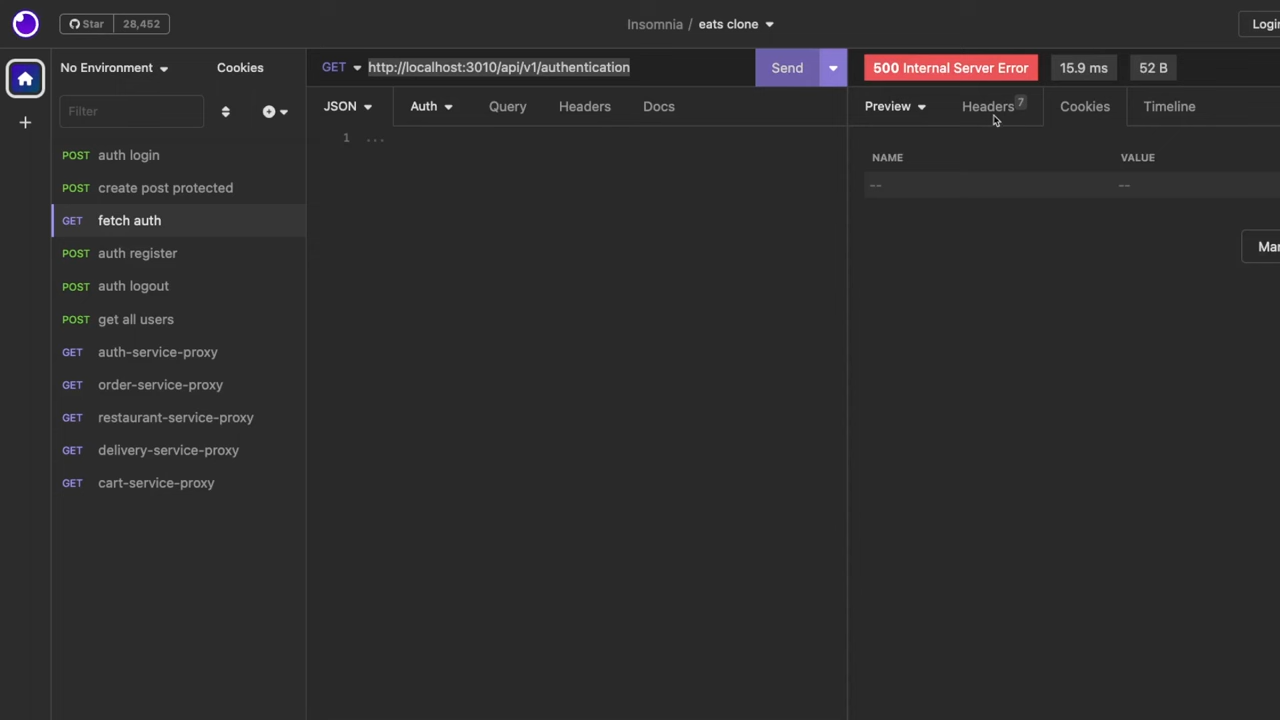 Star 28,452
Insomnia / eats clone
Login
No Environment
Cookies
Filter
POST auth login
POST create post protected
GET fetch auth
POST auth register
POST auth logout
POST get all users
GET auth-service-proxy
GET order-service-proxy
GET restaurant-service-proxy
GET delivery-service-proxy
GET cart-service-proxy
GET http://localhost:3010/api/v1/authentication Send
JSON Auth Query Headers Docs
1 ...
500 Internal Server Error 15.9 ms 52 B
Preview Headers 7 Cookies Timeline
NAME VALUE
-- --
Mar